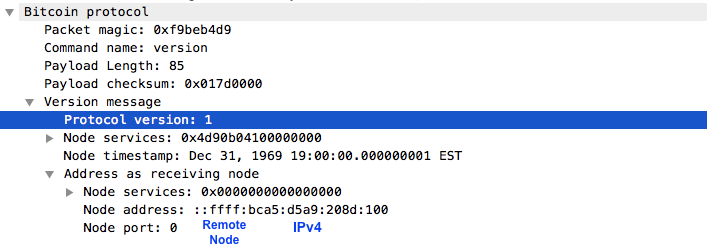 Bitcoin protocol
Packet magic: 0xf9beb4d9
Command name: version
Payload Length: 85
Payload checksum: 0x017d0000
Version message
Protocol version: 1
Node services: 0x4d90b04100000000
Node timestamp: Dec 31, 1969 19:00:00.000000001 EST
Address as receiving node
Node services: 0x0000000000000000
Node address: ::ffff:bca5:d5a9:208d:100
Node port: 0
Remote
Node
IPv4